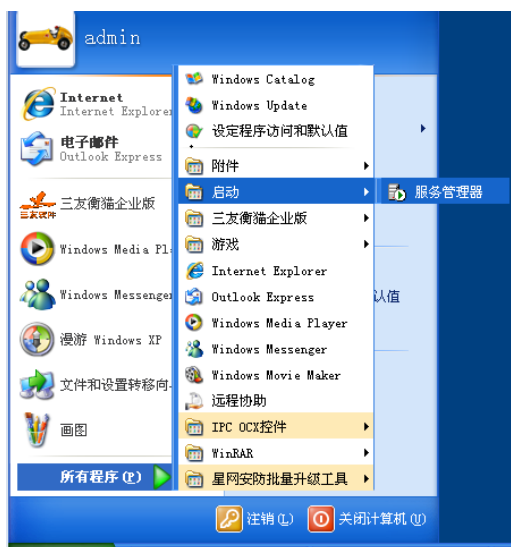 admin
Internet
Internet Explorer
电子邮件
Outlook Express
三友衡猫企业版
三友软件
Windows Media Pl
Windows Messenger
漫游 Windows XP
文件和设置转移向
画图
所有程序(P)
Windows Catalog
Windows Update
设定程序访问和默认值
附件
启动
三友衡猫企业版
游戏
Internet Explorer
Outlook Express
Windows Media Player
Windows Messenger
Windows Movie Maker
远程协助
IPC OCX控件
WinRAR
星网安防批量升级工具
服务管理器
认值
注销(L)
关闭计算机(U)